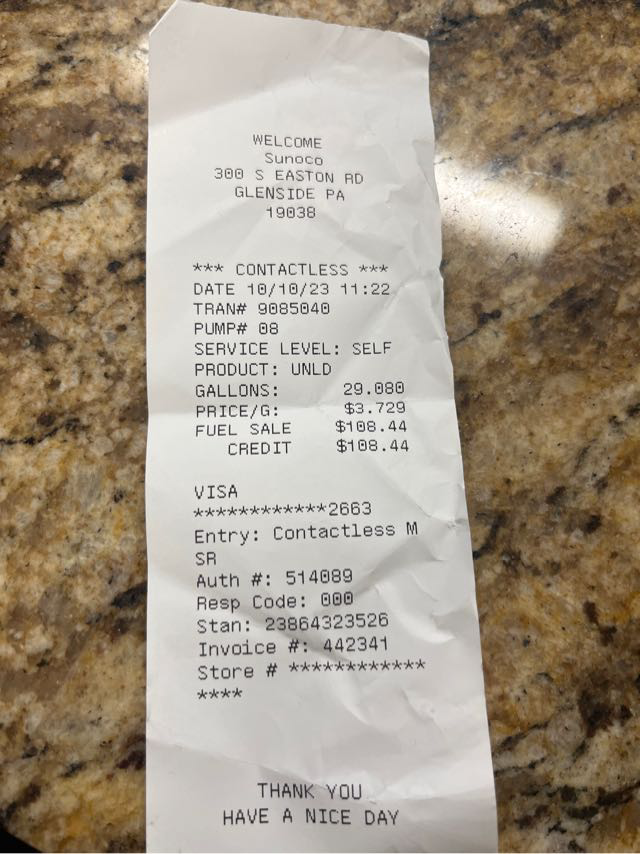 WELCOME
Sunoco
300 S EASTON RD
GLENSIDE PA
19038
*** CONTACTLESS ***
DATE 10/10/23 11:22
TRAN# 9085040
PUMP# 08
SERVICE LEVEL: SELF
PRODUCT: UNLD
GALLONS: 29.080
PRICE/G: $3.729
FUEL SALE $108.44
CREDIT $108.44
VISA
************2663
Entry: Contactless M
SR
Auth #: 514089
Resp Code: 000
Stan: 23864323526
Invoice #: 442341
Store # ************
****
THANK YOU
HAVE A NICE DAY